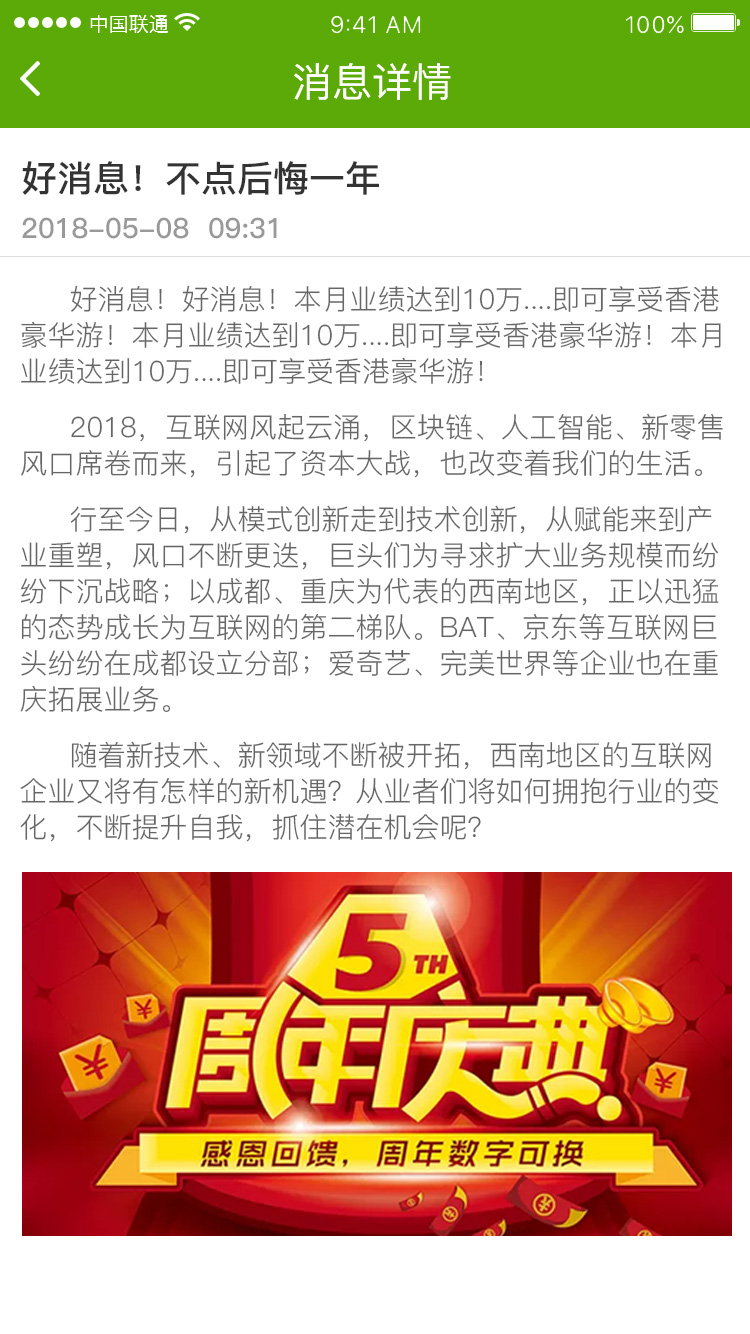 中国联通 9:41 AM 100%
消息详情
好消息！不点后悔一年
2018-05-08 09:31
好消息！好消息！本月业绩达到10万....即可享受香港
豪华游！本月业绩达到10万....即可享受香港豪华游！本月
业绩达到10万....即可享受香港豪华游！
2018，互联网风起云涌，区块链、人工智能、新零售
风口席卷而来，引起了资本大战，也改变着我们的生活。
行至今日，从模式创新走到技术创新，从赋能来到产
业重塑，风口不断更迭，巨头们为寻求扩大业务规模而纷
纷下沉战略；以成都、重庆为代表的西南地区，正以迅猛
的态势成长为互联网的第二梯队。BAT、京东等互联网巨
头纷纷在成都设立分部；爱奇艺、完美世界等企业也在重
庆拓展业务。
随着新技术、新领域不断被开拓，西南地区的互联网
企业又将有怎样的新机遇？从业者们将如何拥抱行业的变
化，不断提升自我，抓住潜在机会呢？
5TH
周年庆典
感恩回馈，周年数字可换